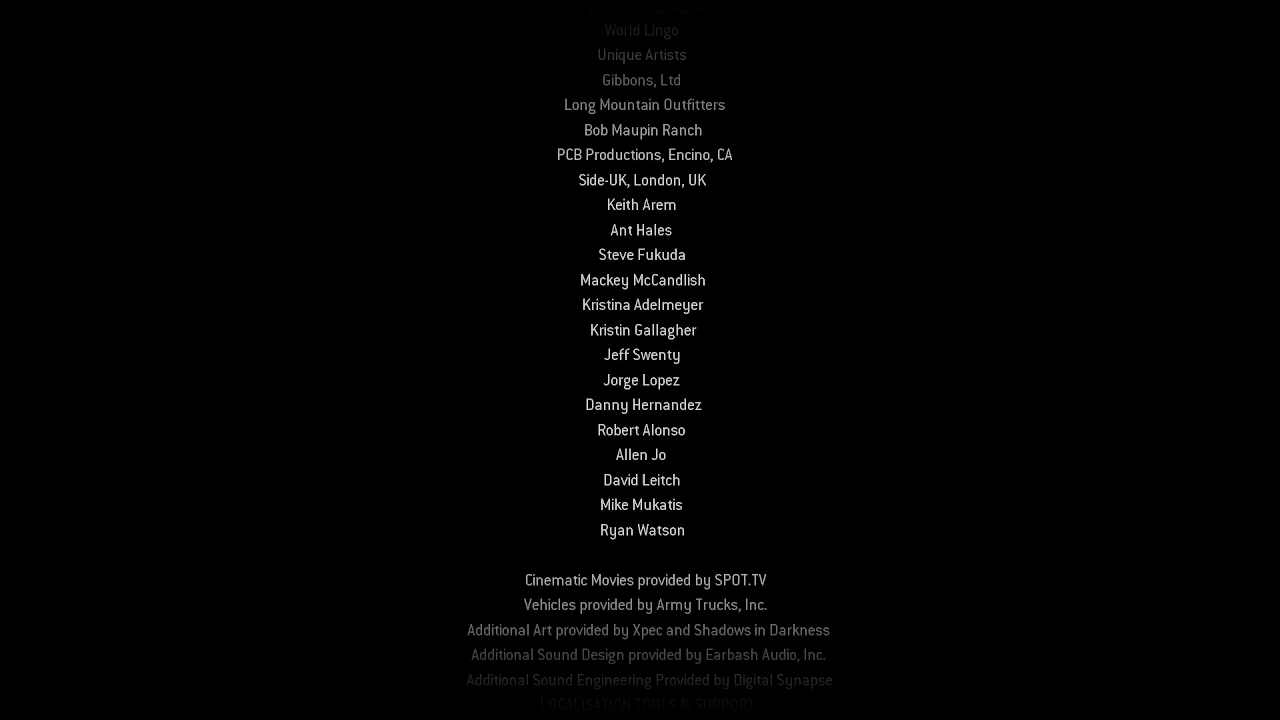 World Lingo
Unique Artists
Gibbons, Ltd
Long Mountain Outfitters
Bob Maupin Ranch
PCB Productions, Encino, CA
Side-UK, London, UK
Keith Arem
Ant Hales
Steve Fukuda
Mackey McCandlish
Kristina Adelmeyer
Kristin Gallagher
Jeff Swenty
Jorge Lopez
Danny Hernandez
Robert Alonso
Allen Jo
David Leitch
Mike Mukatis
Ryan Watson
Cinematic Movies provided by SPOT.TV
Vehicles provided by Army Trucks, Inc.
Additional Art provided by Xpec and Shadows in Darkness
Additional Sound Design provided by Earbash Audio, Inc.
Additional Sound Engineering Provided by Digital Synapse
LOCALISATION TOOLS & SUPPORT